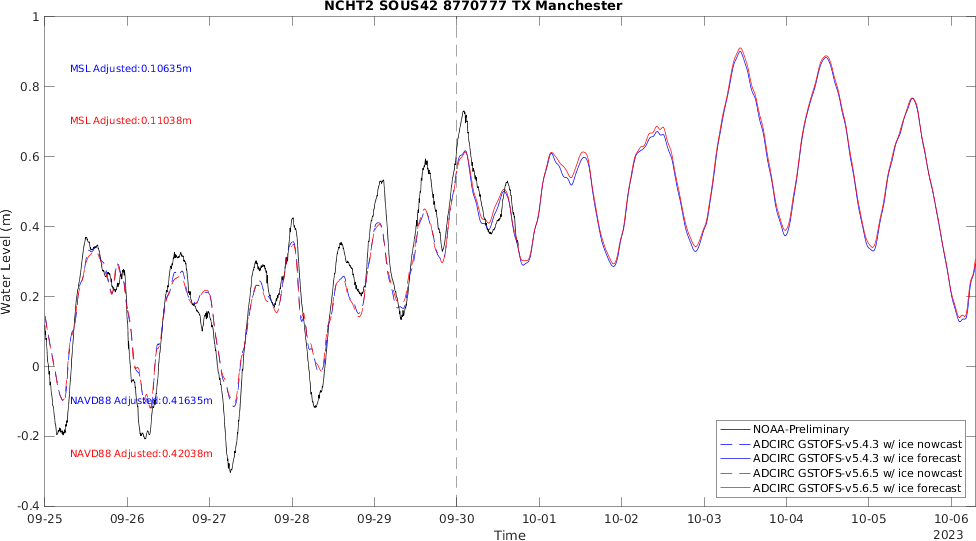 NCHT2 SOUS42 8770777 TX Manchester
1
0.8
0.6
0.4
0.2
0
-0.2
-0.4
Water Level (m)
MSL Adjusted:0.10635m
MSL Adjusted:0.11038m
NAVD88 Adjusted:0.41635m
NAVD88 Adjusted:0.42038m
NOAA-Preliminary
ADCIRC GSTOFS-v5.4.3 w/ ice nowcast
ADCIRC GSTOFS-v5.4.3 w/ ice forecast
ADCIRC GSTOFS-v5.6.5 w/ ice nowcast
ADCIRC GSTOFS-v5.6.5 w/ ice forecast
09-25 09-26 09-27 09-28 09-29 09-30 10-01 10-02 10-03 10-04 10-05 10-06
Time
2023